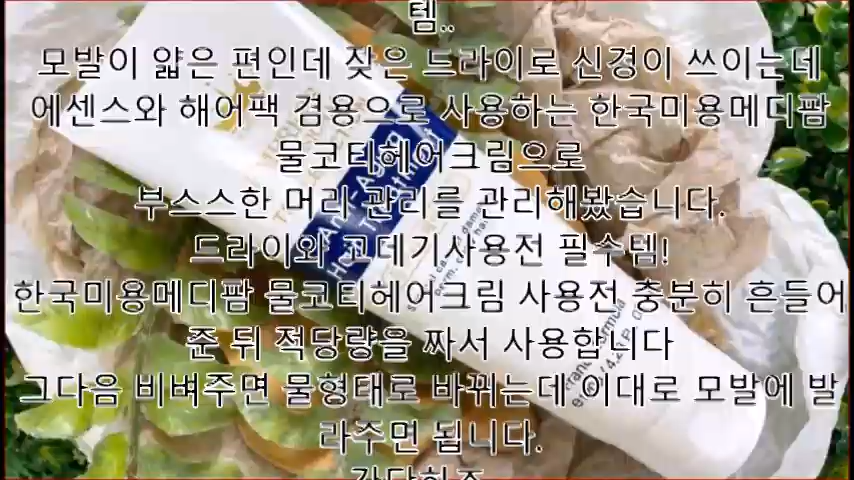 템..
모발이 얇은 편인데 잦은 드라이로 신경이 쓰이는데
에센스와 해어팩 겸용으로 사용하는 한국미용메디팜
물코티헤어크림으로
부스스한 머리 관리를 관리해봤습니다.
드라이와 고데기사용전 필수템!
한국미용메디팜 물코티헤어크림 사용전 충분히 흔들어
준 뒤 적당량을 짜서 사용합니다
그다음 비벼주면 물형태로 바뀌는데 이대로 모발에 발
라주면 됩니다.
간단하죠